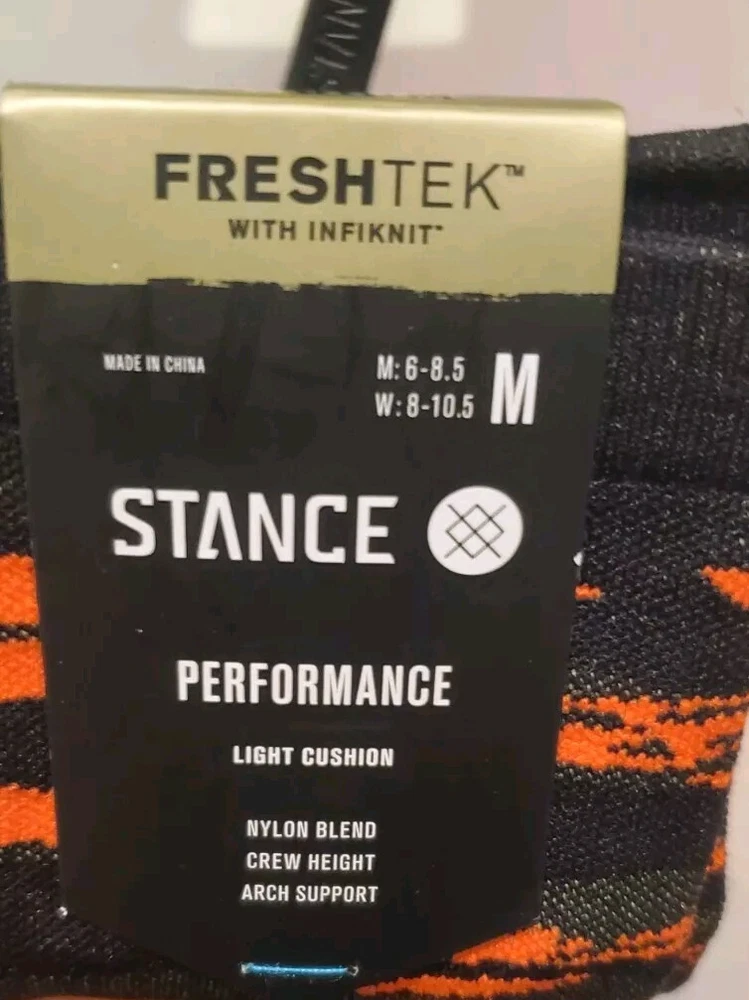 STAN
FRESHTEK™
WITH INFIKNIT™
MADE IN CHINA
M: 6-8.5
W: 8-10.5
M
STANCE
PERFORMANCE
LIGHT CUSHION
NYLON BLEND
CREW HEIGHT
ARCH SUPPORT